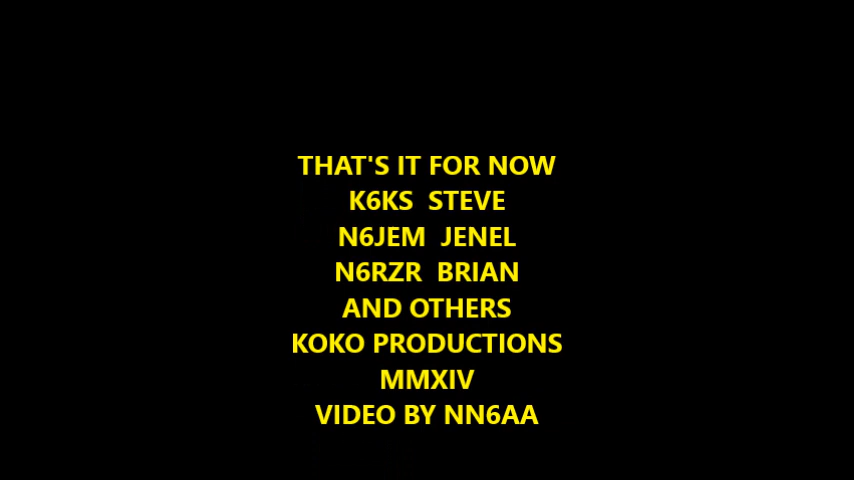 THAT'S IT FOR NOW
K6KS STEVE
N6JEM JENEL
N6RZR BRIAN
AND OTHERS
KOKO PRODUCTIONS
MMXIV
VIDEO BY NN6AA